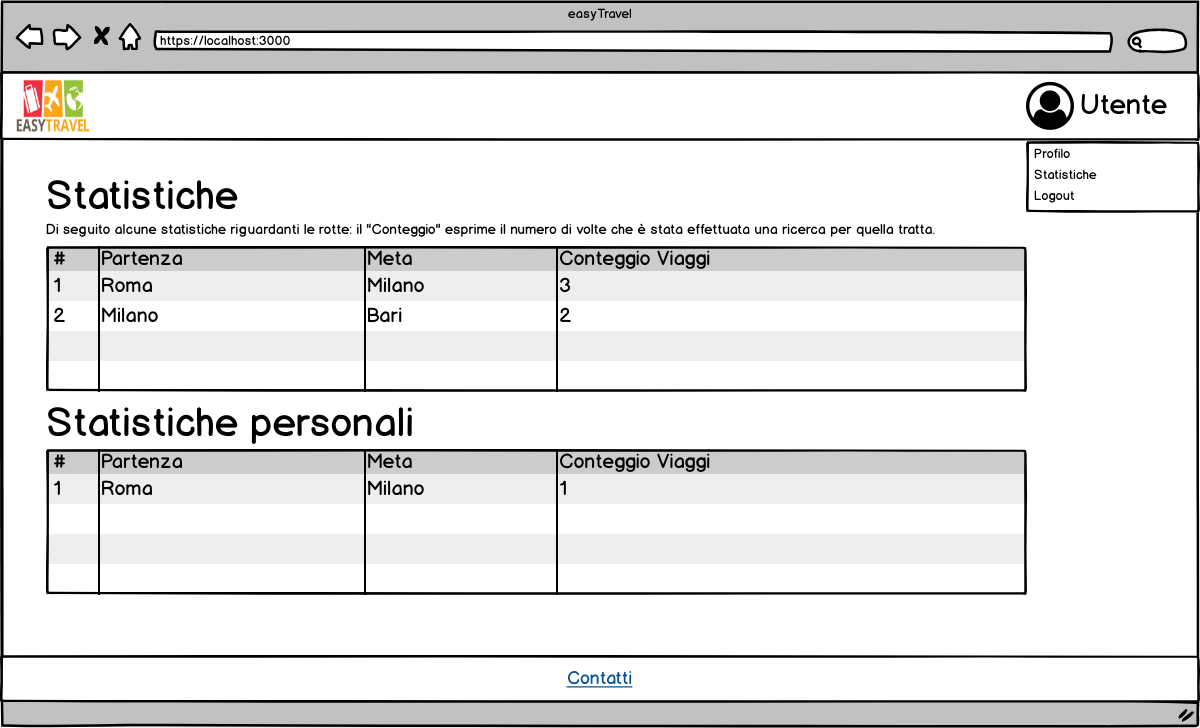 easyTravel
https://localhost:3000
EASYTRAVEL
Utente
Profilo
Statistiche
Logout
Statistiche
Di seguito alcune statistiche riguardanti le rotte: il "Conteggio" esprime il numero di volte che è stata effettuata una ricerca per quella tratta.
# Partenza Meta Conteggio Viaggi
1 Roma Milano 3
2 Milano Bari 2
Statistiche personali
# Partenza Meta Conteggio Viaggi
1 Roma Milano 1
Contatti